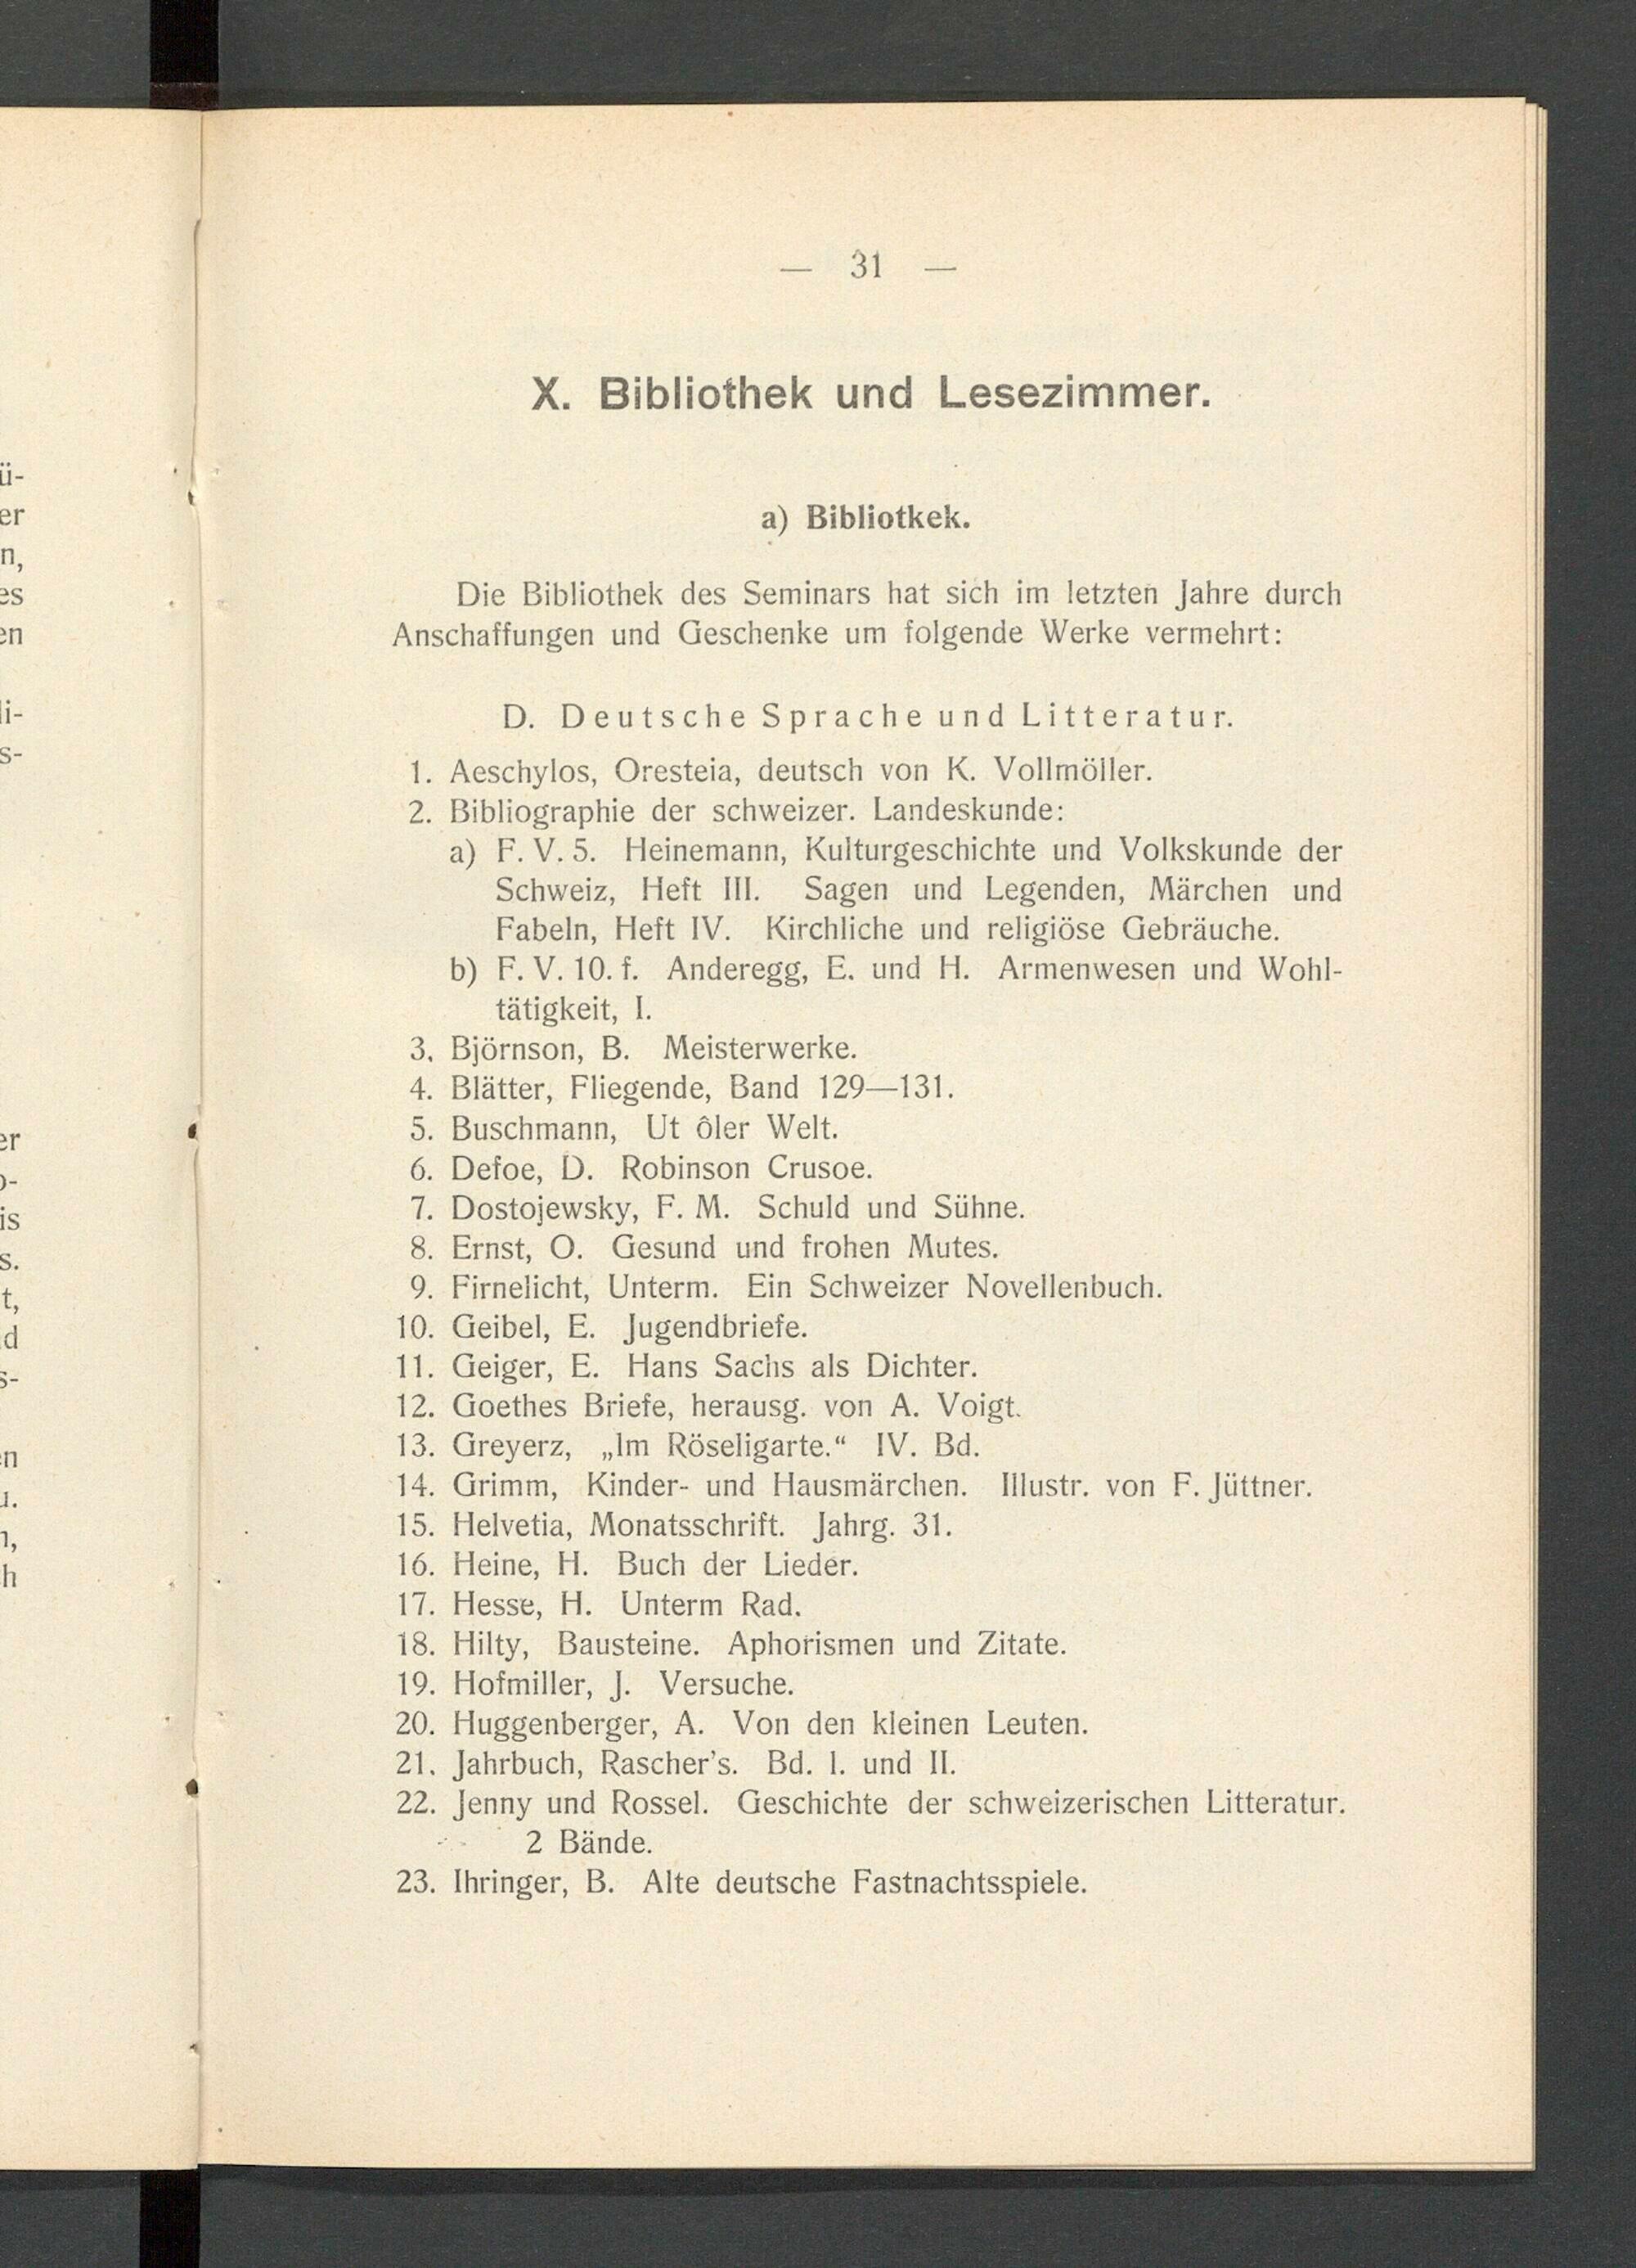 — 31 —
X. Bibliothek und Lesezimmer.
a) Bibliotkek.
Die Bibliothek des Seminars hat sich im letzten Jahre durch
Anschaffungen und Geschenke um folgende Werke vermehrt:
D. Deutsche Sprache und Litteratur.
1. Aeschylos, Oresteia, deutsch von K. Vollmöller.
2. Bibliographie der schweizer. Landeskunde:
a) F. V. 5. Heinemann, Kulturgeschichte und Volkskunde der
Schweiz, Heft III. Sagen und Legenden, Märchen und
Fabeln, Heft IV. Kirchliche und religiöse Gebräuche.
b) F. V. 10. f. Anderegg, E. und H. Armenwesen und Wohl-
tätigkeit, I.
3. Björnson, B. Meisterwerke.
4. Blätter, Fliegende, Band 129—131.
5. Buschmann, Ut ôler Welt.
6. Defoe, D. Robinson Crusoe.
7. Dostojewsky, F. M. Schuld und Sühne.
8. Ernst, O. Gesund und frohen Mutes.
9. Firnelicht, Unterm. Ein Schweizer Novellenbuch.
10. Geibel, E. Jugendbriefe.
11. Geiger, E. Hans Sachs als Dichter.
12. Goethes Briefe, herausg. von A. Voigt.
13. Greyerz, „Im Röseligarte.“ IV. Bd.
14. Grimm, Kinder- und Hausmärchen. Illustr. von F. Jüttner.
15. Helvetia, Monatsschrift. Jahrg. 31.
16. Heine, H. Buch der Lieder.
17. Hesse, H. Unterm Rad.
18. Hilty, Bausteine. Aphorismen und Zitate.
19. Hofmiller, J. Versuche.
20. Huggenberger, A. Von den kleinen Leuten.
21. Jahrbuch, Rascher's. Bd. I. und II.
22. Jenny und Rossel. Geschichte der schweizerischen Litteratur.
2 Bände.
23. Ihringer, B. Alte deutsche Fastnachtsspiele.